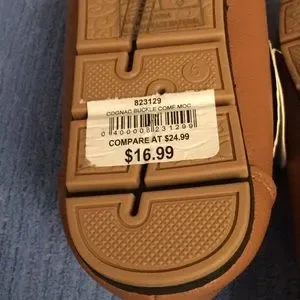 823129
COGNAC BUCKLE COMF MOC
0400008231299
COMPARE AT $24.99
$16.99